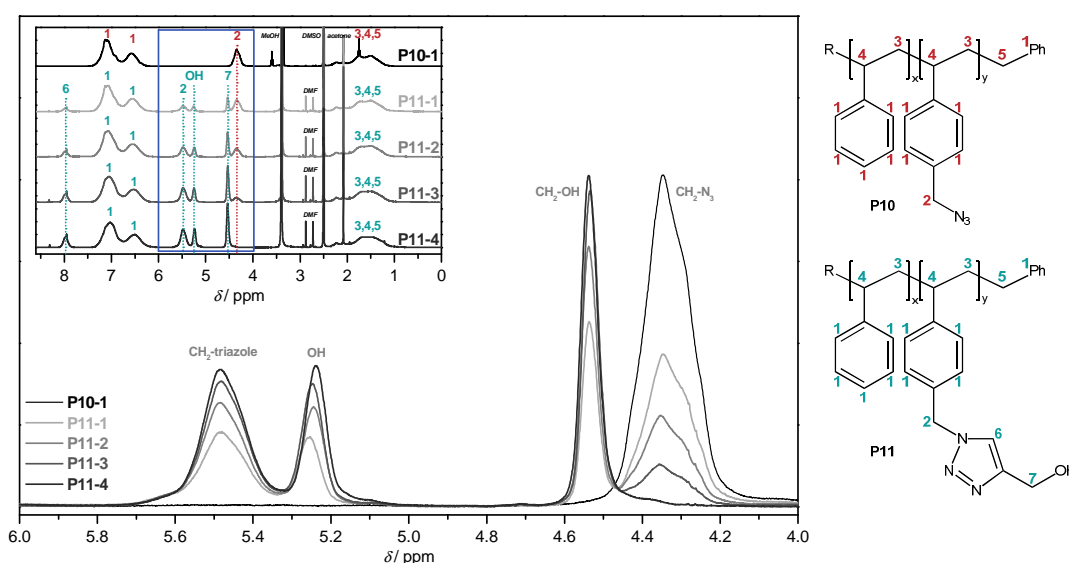 1
1
2
MeOH
DMSO
acetone
3,4,5
P10-1
6
1
1
2
OH
7
DMF
3,4,5
P11-1
1
1
DMF
3,4,5
P11-2
1
1
DMF
3,4,5
P11-3
1
1
DMF
3,4,5
P11-4
8 7 6 5 4 3 2 1 0
δ/ ppm
CH2-OH
CH2-N3
CH2-triazole
OH
P10-1
P11-1
P11-2
P11-3
P11-4
6.0 5.8 5.6 5.4 5.2 5.0 4.8 4.6 4.4 4.2 4.0
δ/ ppm
R 4 3 4 3 5 1 Ph
x y
1 1 1 1
1 1 1 1
1
2
N3
P10
R 4 3 4 3 5 1 Ph
x y
1 1 1 1
1 1 1 1
1
2
N 6
N N
7 OH
P11